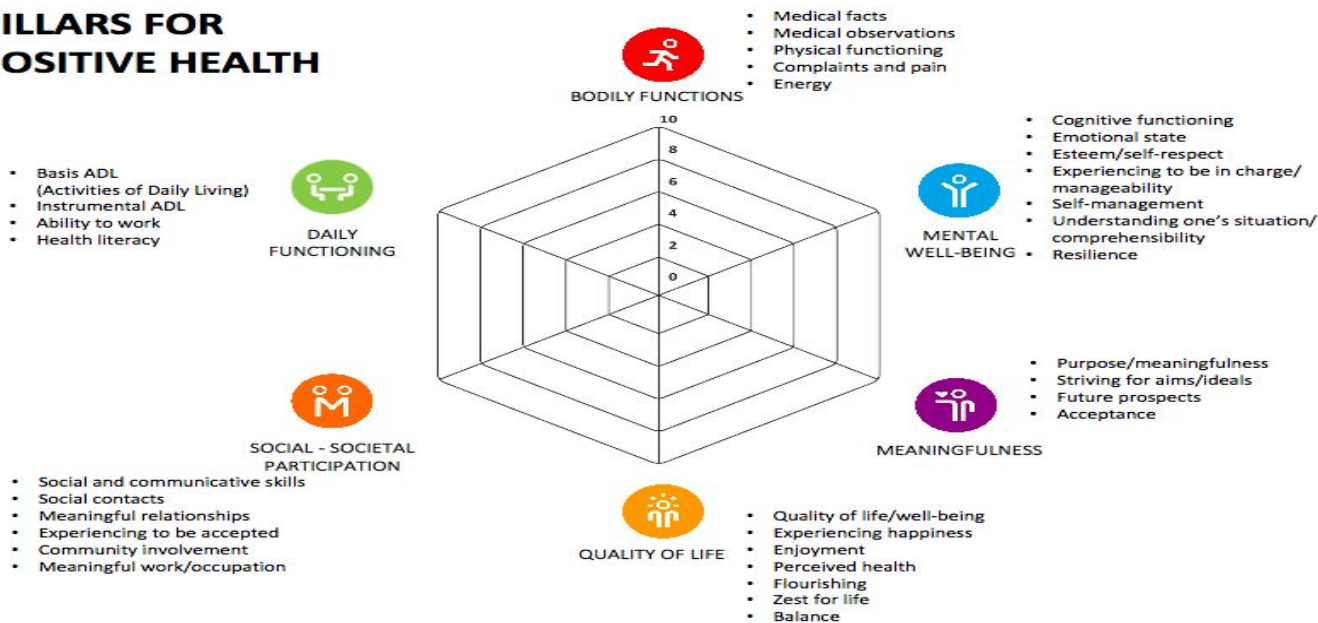 ILLARS FOR
OSITIVE HEALTH
BODILY FUNCTIONS
• Medical facts
• Medical observations
• Physical functioning
• Complaints and pain
• Energy
MENTAL
WELL-BEING
• Cognitive functioning
• Emotional state
• Esteem/self-respect
• Experiencing to be in charge/
manageability
• Self-management
• Understanding one's situation/
comprehensibility
• Resilience
MEANINGFULNESS
• Purpose/meaningfulness
• Striving for aims/ideals
• Future prospects
• Acceptance
QUALITY OF LIFE
• Quality of life/well-being
• Experiencing happiness
• Enjoyment
• Perceived health
• Flourishing
• Zest for life
• Balance
SOCIAL - SOCIETAL
PARTICIPATION
• Social and communicative skills
• Social contacts
• Meaningful relationships
• Experiencing to be accepted
• Community involvement
• Meaningful work/occupation
DAILY
FUNCTIONING
• Basis ADL
(Activities of Daily Living)
• Instrumental ADL
• Ability to work
• Health literacy
10
8
6
4
2
0